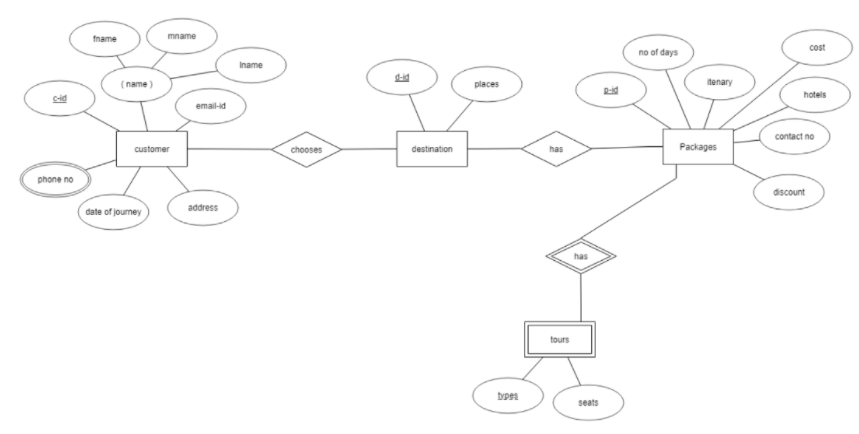 fname
mname
lname
( name )
c-id
email-id
customer
phone no
date of journey
address
chooses
d-id
places
destination
has
no of days
cost
p-id
itenary
hotels
Packages
contact no
discount
has
tours
types
seats